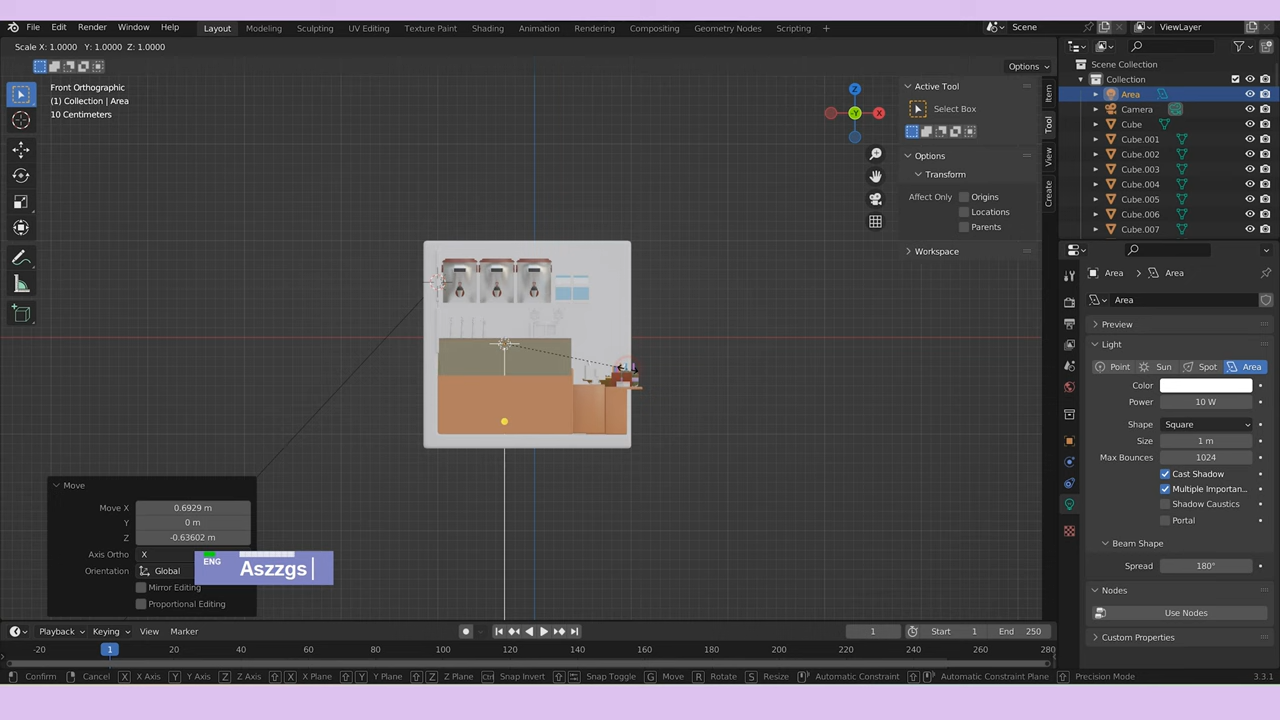 File Edit Render Window Help Layout Modeling Sculpting UV Editing Texture Paint Shading Animation Rendering Compositing Geometry Nodes Scripting Scene ViewLayer
Scale X: 1.0000 Y: 1.0000 Z: 1.0000
Options
Front Orthographic
(1) Collection | Area
10 Centimeters
Z
X
-Y
Active Tool
Select Box
Options
Transform
Affect Only Origins
Locations
Parents
Workspace
Item
Tool
View
Create
Scene Collection
Collection
Area
Camera
Cube
Cube.001
Cube.002
Cube.003
Cube.004
Cube.005
Cube.006
Cube.007
Area Area
Area
Preview
Light
Point Sun Spot Area
Color
Power 10 W
Shape Square
Size 1 m
Max Bounces 1024
Cast Shadow
Multiple Importan...
Shadow Caustics
Portal
Beam Shape
Spread 180°
Nodes
Use Nodes
Custom Properties
Move
Move X 0.6929 m
Y 0 m
Z -0.63602 m
Axis Ortho X
Orientation Global
Mirror Editing
Proportional Editing
ENG
Aszzgs
Playback Keying View Marker 1 Start 1 End 250
-20 1 20 40 60 80 100 120 140 160 180 200 220 240 260 280
Confirm Cancel X X Axis Y Y Axis Z Z Axis X X Plane Y Y Plane Z Z Plane Ctrl Snap Invert Snap Toggle G Move R Rotate S Resize Automatic Constraint Automatic Constraint Plane Precision Mode 3.3.1